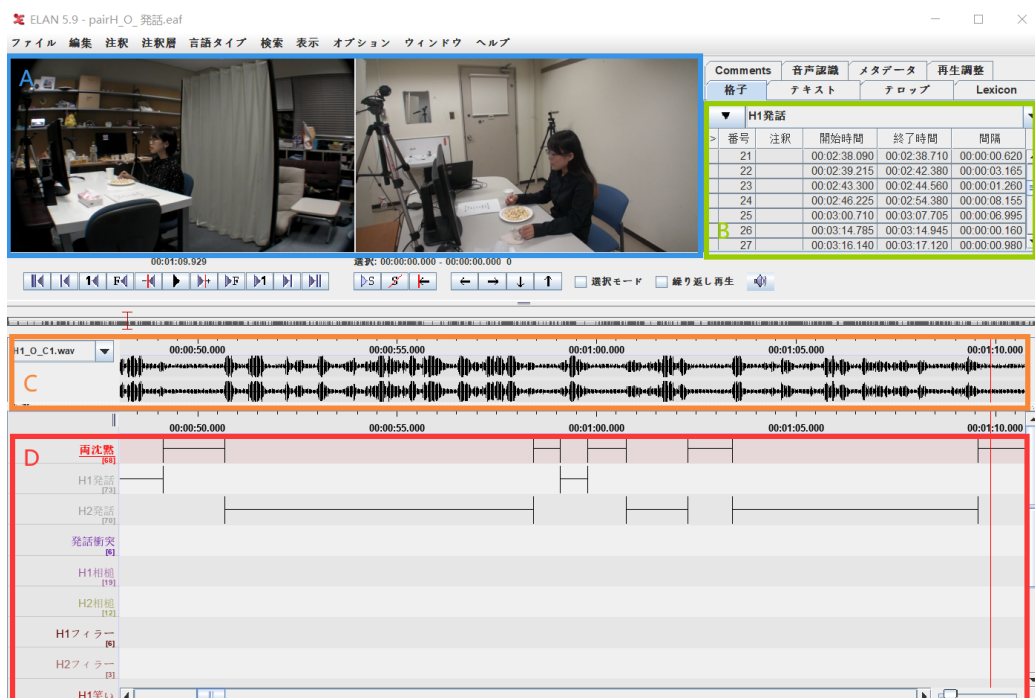 ELAN 5.9 - pairH_O_ 発話.eaf
ファイル 編集 注釈 注釈層 言語タイプ 検索 表示 オプション ウィンドウ ヘルプ
A
Comments 音声認識 メタデータ 再生調整
格子 テキスト テロップ Lexicon
▼ H1発話
> 番号 注釈 開始時間 終了時間 間隔
21 00:02:38.090 00:02:38.710 00:00:00.620
22 00:02:39.215 00:02:42.380 00:00:03.165
23 00:02:43.300 00:02:44.560 00:00:01.260
24 00:02:46.225 00:02:54.380 00:00:08.155
25 00:03:00.710 00:03:07.705 00:00:06.995
B 26 00:03:14.785 00:03:14.945 00:00:00.160
27 00:03:16.140 00:03:17.120 00:00:00.980
00:01:09.929 選択: 00:00:00.000 - 00:00:00.000 0
1 F F 1 S S 選択モード 繰り返し再生
H1_O_C1.wav 00:00:50.000 00:00:55.000 00:01:00.000 00:01:05.000 00:01:10.000
C
00:00:50.000 00:00:55.000 00:01:00.000 00:01:05.000 00:01:10.000
D 両沈黙
[68]
H1発話
[73]
H2発話
[70]
発話衝突
[6]
H1相槌
[19]
H2相槌
[12]
H1フィラー
[6]
H2フィラー
[3]
H1笑い